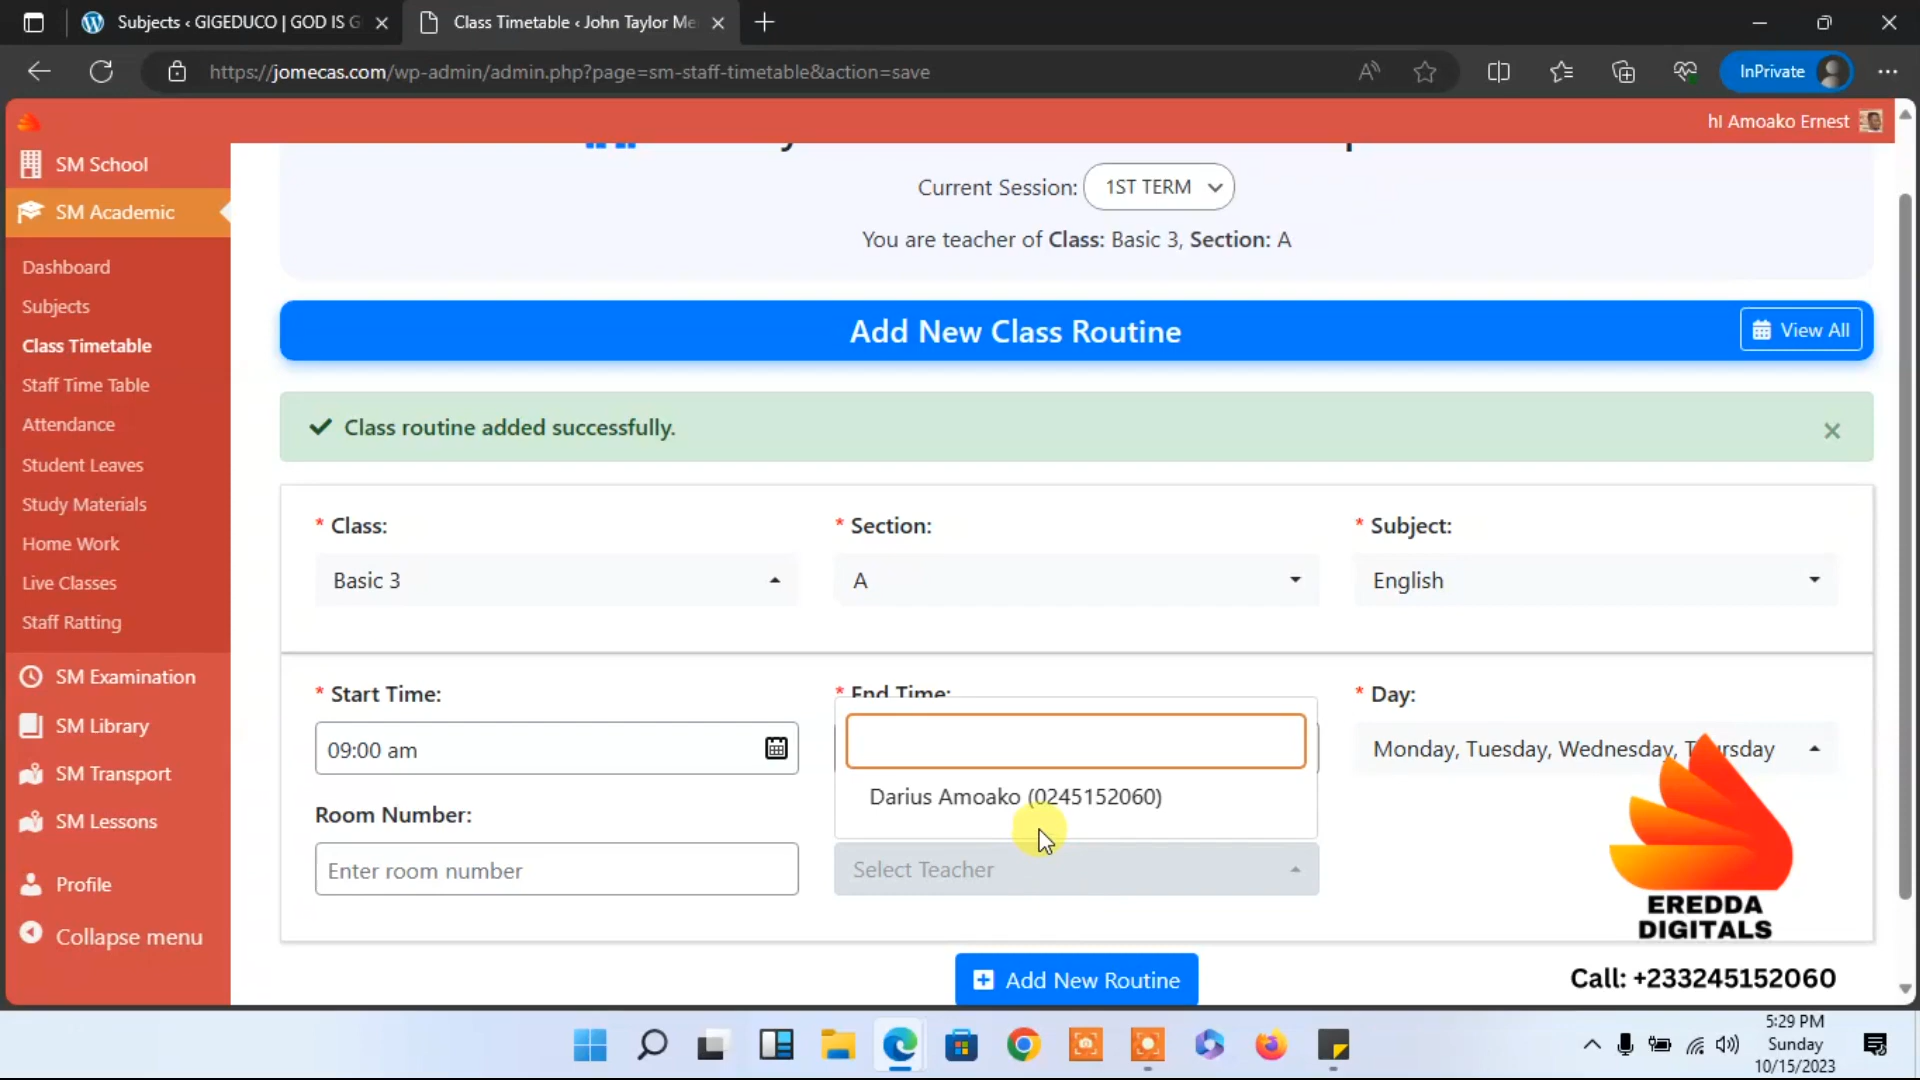 Subjects ‹ GIGEDUCO | GOD IS G
Class Timetable ‹ John Taylor Me
https://jomecas.com/wp-admin/admin.php?page=sm-staff-timetable&action=save
InPrivate
hI Amoako Ernest
SM School
SM Academic
Dashboard
Subjects
Class Timetable
Staff Time Table
Attendance
Student Leaves
Study Materials
Home Work
Live Classes
Staff Ratting
SM Examination
SM Library
SM Transport
SM Lessons
Profile
Collapse menu
Current Session: 1ST TERM
You are teacher of Class: Basic 3, Section: A
Add New Class Routine
View All
Class routine added successfully.
* Class:
Basic 3
* Section:
A
* Subject:
English
* Start Time:
09:00 am
* End Time:
* Day:
Monday, Tuesday, Wednesday, Thursday
Darius Amoako (0245152060)
Room Number:
Enter room number
Select Teacher
EREDDA
DIGITALS
Add New Routine
Call: +233245152060
5:29 PM
Sunday
10/15/2023